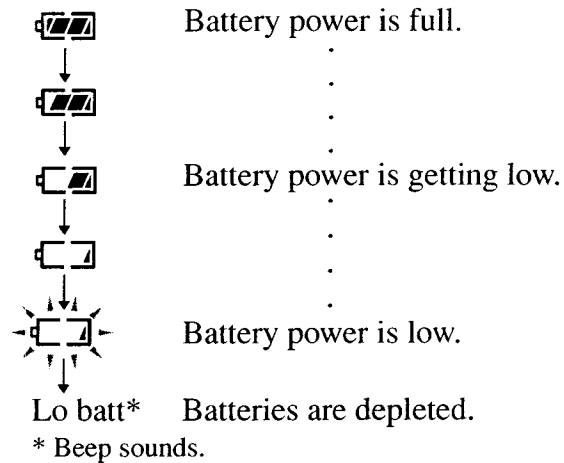 Battery power is full.
Battery power is getting low.
Battery power is low.
Lo batt* Batteries are depleted.
* Beep sounds.